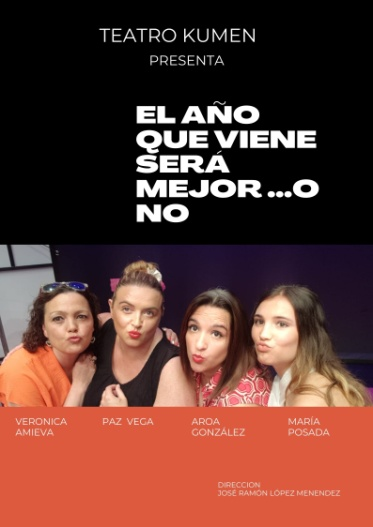 TEATRO KUMEN
PRESENTA
EL AÑO
QUE VIENE
SERÁ
MEJOR ...O
NO
VERONICA
AMIEVA
PAZ VEGA
AROA
GONZÁLEZ
MARÍA
POSADA
DIRECCION
JOSÉ RAMÓN LÓPEZ MENENDEZ